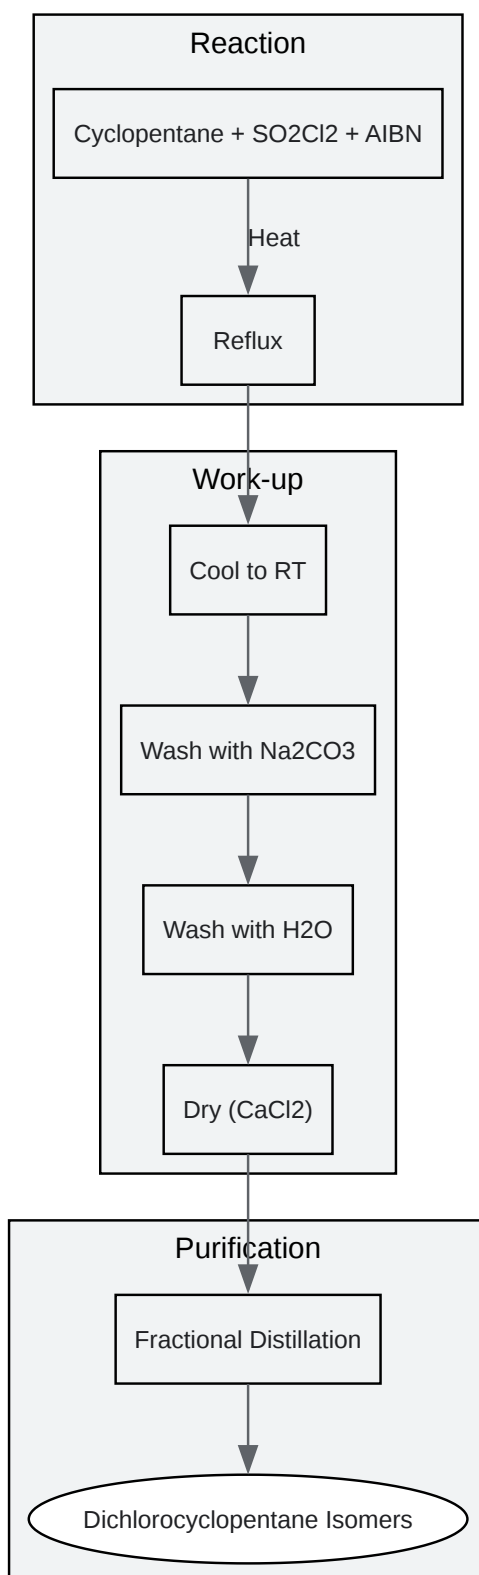 Reaction
Cyclopentane + SO2Cl2 + AIBN
Heat
Reflux
Work-up
Cool to RT
Wash with Na2CO3
Wash with H2O
Dry (CaCl2)
Purification
Fractional Distillation
Dichlorocyclopentane Isomers